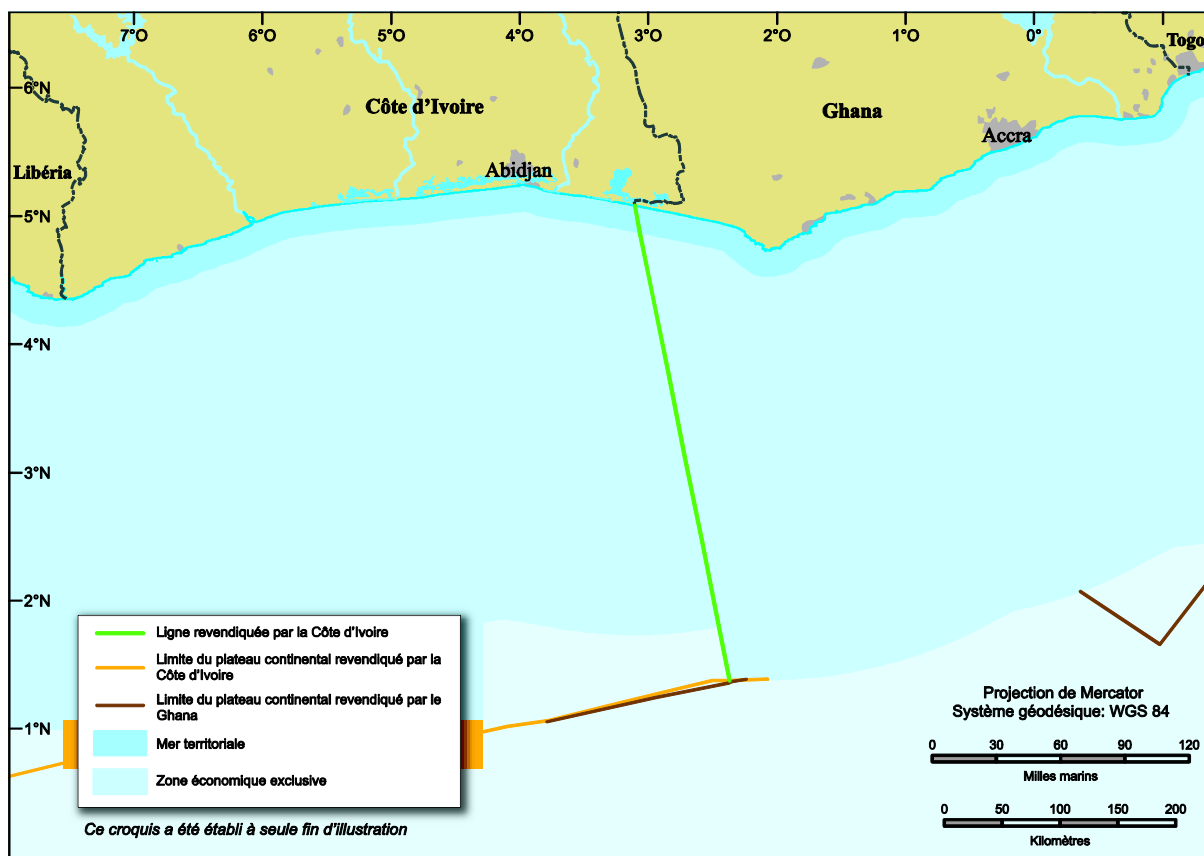 7°O 6°O 5°O 4°O 3°O 2°O 1°O 0°
Togo
6°N
Côte d'Ivoire
Ghana
Accra
Libéria
Abidjan
5°N
4°N
3°N
2°N
1°N
Ligne revendiquée par la Côte d'Ivoire
Limite du plateau continental revendiqué par la
Côte d'Ivoire
Limite du plateau continental revendiqué par le
Ghana
Mer territoriale
Zone économique exclusive
Ce croquis a été établi à seule fin d'illustration
Projection de Mercator
Système géodésique: WGS 84
0 30 60 90 120
Milles marins
0 50 100 150 200
Kilomètres